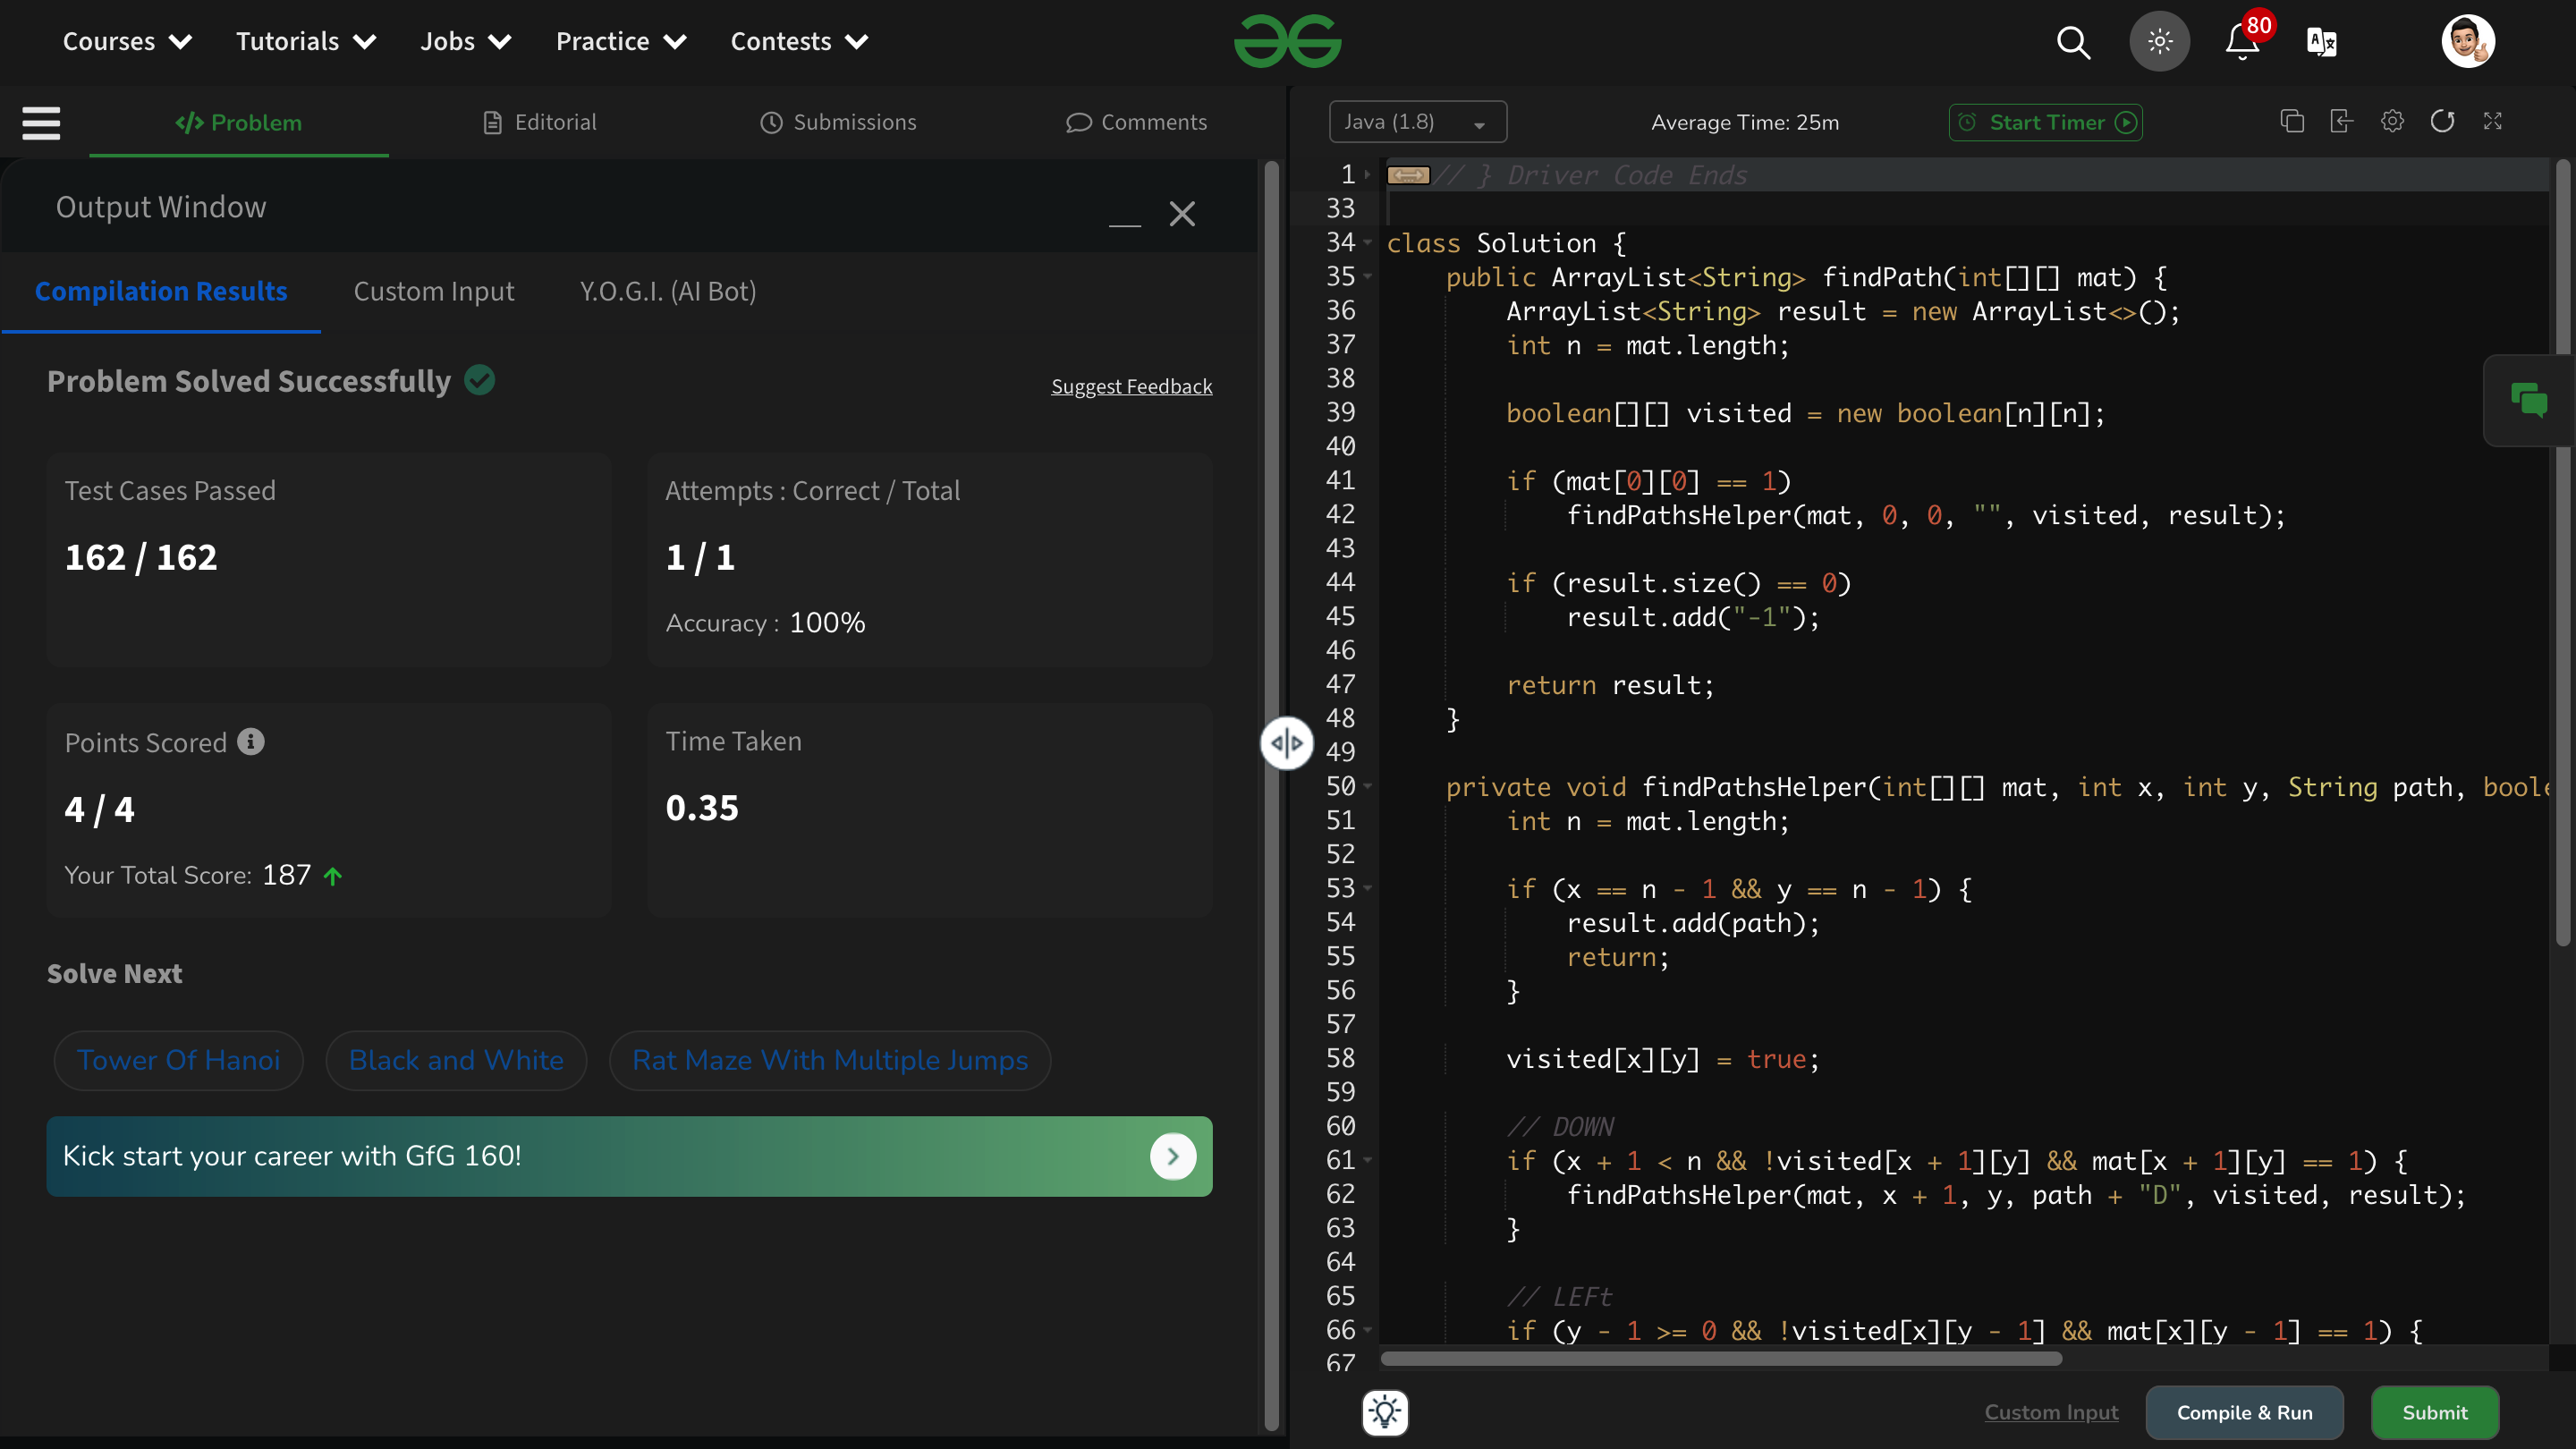 Courses Tutorials Jobs Practice Contests
80
Problem Editorial Submissions Comments
Java (1.8) Average Time: 25m Start Timer
Output Window
Compilation Results Custom Input Y.O.G.I. (AI Bot)
Problem Solved Successfully
Suggest Feedback
Test Cases Passed
162 / 162
Attempts : Correct / Total
1 / 1
Accuracy : 100%
Points Scored
4 / 4
Your Total Score: 187
Time Taken
0.35
Solve Next
Tower Of Hanoi Black and White Rat Maze With Multiple Jumps
Kick start your career with GfG 160!
1 // } Driver Code Ends
33
34 class Solution {
35 public ArrayList<String> findPath(int[][] mat) {
36 ArrayList<String> result = new ArrayList<>();
37 int n = mat.length;
38
39 boolean[][] visited = new boolean[n][n];
40
41 if (mat[0][0] == 1)
42 findPathsHelper(mat, 0, 0, "", visited, result);
43
44 if (result.size() == 0)
45 result.add("-1");
46
47 return result;
48 }
49
50 private void findPathsHelper(int[][] mat, int x, int y, String path, boole
51 int n = mat.length;
52
53 if (x == n - 1 && y == n - 1) {
54 result.add(path);
55 return;
56 }
57
58 visited[x][y] = true;
59
60 // DOWN
61 if (x + 1 < n && !visited[x + 1][y] && mat[x + 1][y] == 1) {
62 findPathsHelper(mat, x + 1, y, path + "D", visited, result);
63 }
64
65 // LEFt
66 if (y - 1 >= 0 && !visited[x][y - 1] && mat[x][y - 1] == 1) {
67
Custom Input Compile & Run Submit